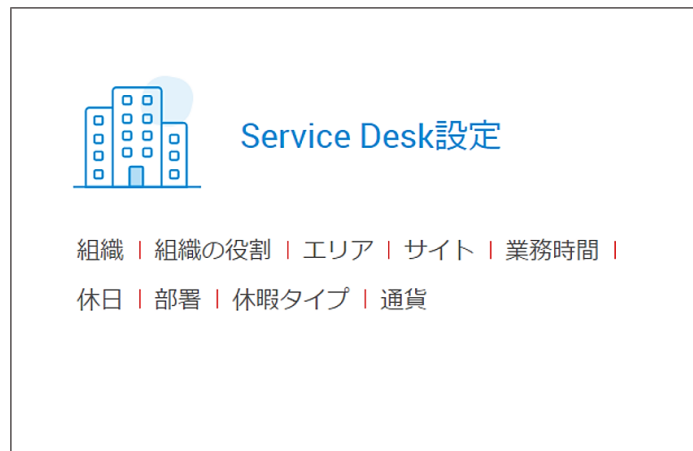 Service Desk設定
組織 | 組織の役割 | エリア | サイト | 業務時間 |
休日 | 部署 | 休暇タイプ | 通貨